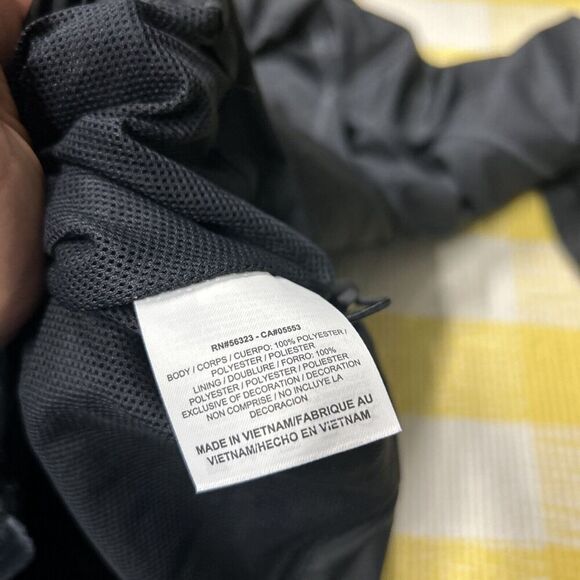 RN#56323 - CA#05553
BODY / CORPS / CUERPO: 100% POLYESTER /
POLYESTER / POLIESTER
LINING / DOUBLURE / FORRO: 100%
POLYESTER / POLYESTER / POLIESTER
EXCLUSIVE OF DECORATION / DECORATION
NON COMPRISE / NO INCLUYE LA
DECORACION
MADE IN VIETNAM/FABRIQUE AU
VIETNAM/HECHO EN VIETNAM